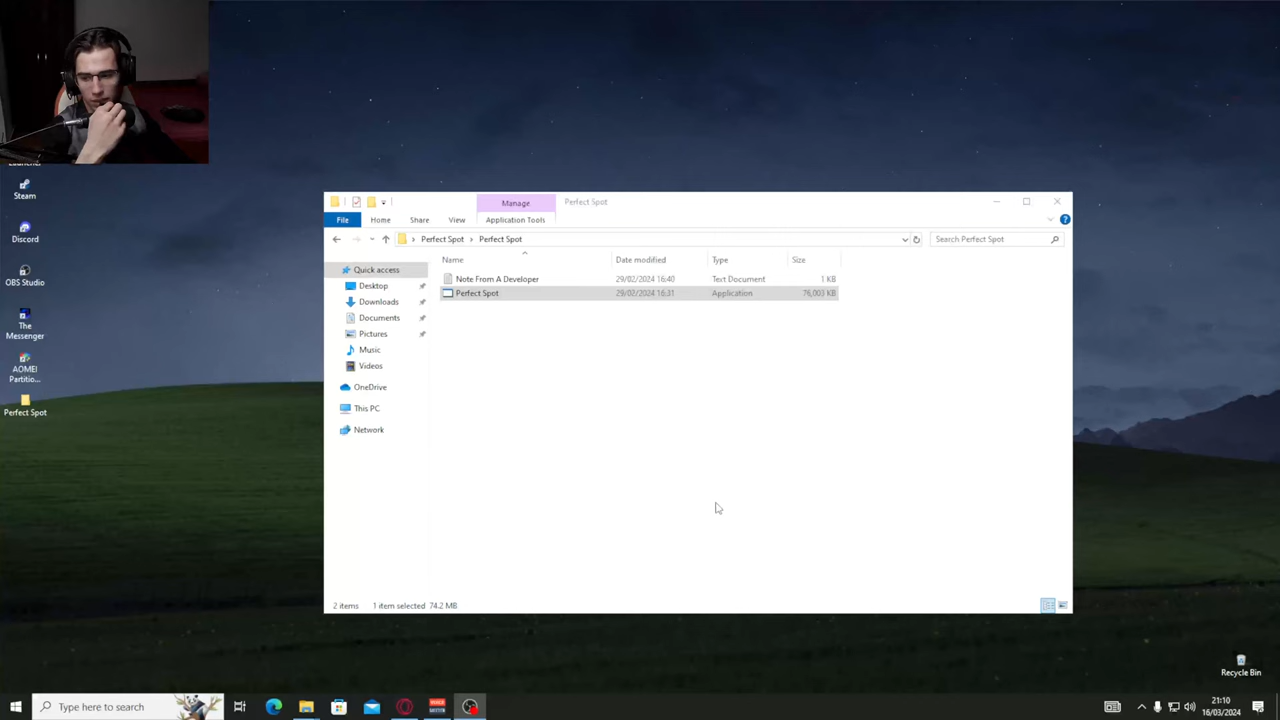 Steam
Discord
OBS Studio
The
Messenger
AOMEI
Partitio...
Perfect Spot
Manage
Perfect Spot
File
Home
Share
View
Application Tools
Perfect Spot
Perfect Spot
Search Perfect Spot
Name
Date modified
Type
Size
Quick access
Desktop
Downloads
Documents
Pictures
Music
Videos
OneDrive
This PC
Network
Note From A Developer
29/02/2024 16:40
Text Document
1 KB
Perfect Spot
29/02/2024 16:31
Application
76,003 KB
2 items
1 item selected
74.2 MB
Recycle Bin
Type here to search
21:10
16/03/2024